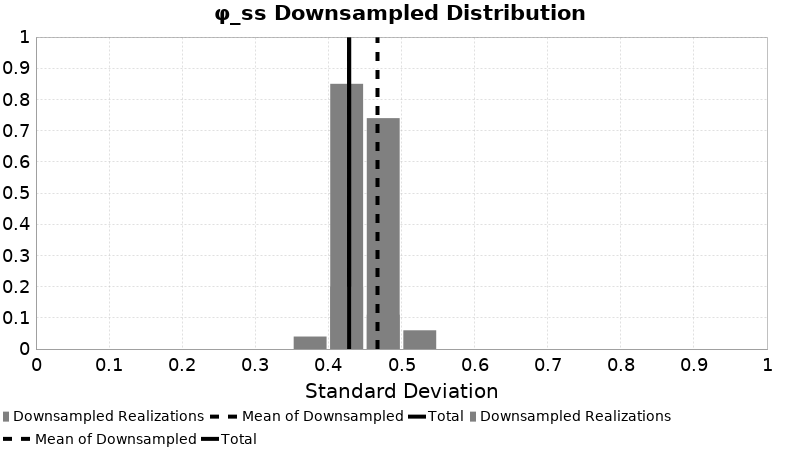 φ_ss Downsampled Distribution
1
0.9
0.8
0.7
0.6
0.5
0.4
0.3
0.2
0.1
0
0 0.1 0.2 0.3 0.4 0.5 0.6 0.7 0.8 0.9 1
Standard Deviation
Downsampled Realizations Mean of Downsampled Total Downsampled Realizations
Mean of Downsampled Total